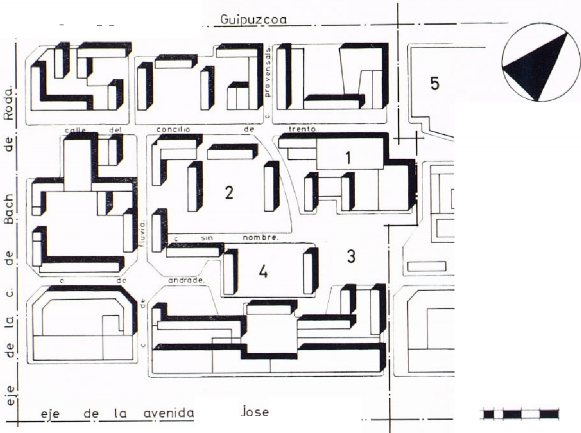 Guipuzcoa
5
c provensals.
calle del concilio de trento.
1
2
c sin nombre.
3
4
c de andrade.
c de fluvia
eje de la c. de Bach de Roda.
eje de la avenida Jose